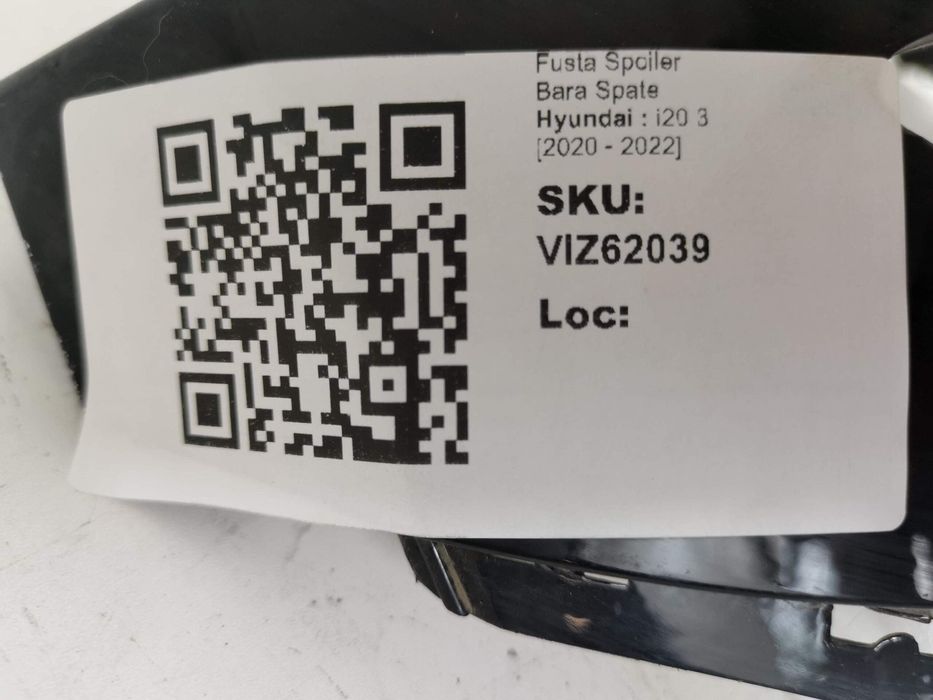 Fusta Spoiler
Bara Spate
Hyundai : i20 3
[2020 - 2022]
SKU:
VIZ62039
Loc: